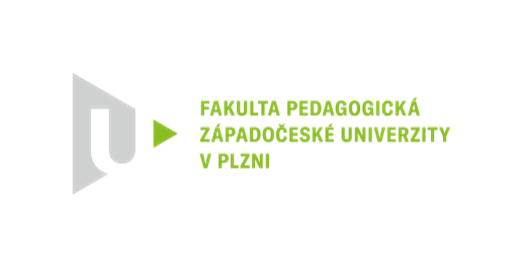 FAKULTA PEDAGOGICKÁ
ZÁPADOČESKÉ UNIVERZITY
V PLZNI